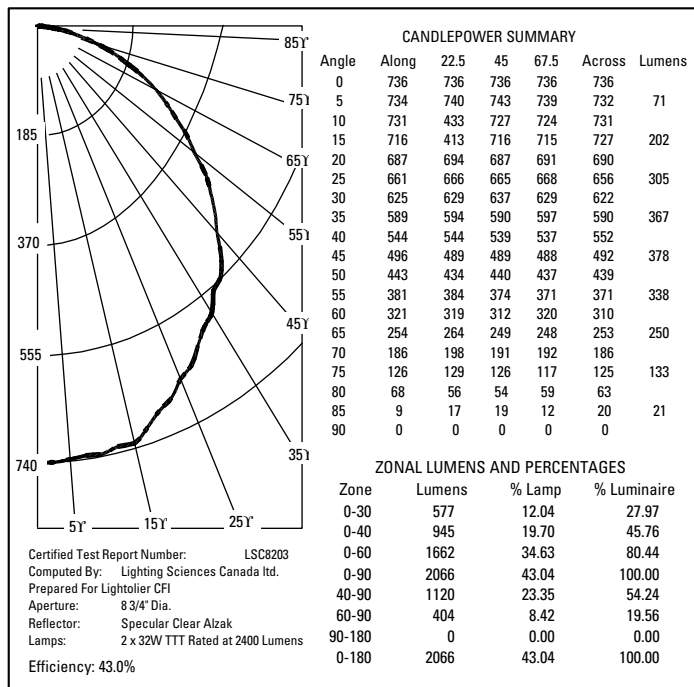 CANDLEPOWER SUMMARY
Angle Along 22.5 45 67.5 Across Lumens
0 736 736 736 736 736
5 734 740 743 739 732 71
10 731 433 727 724 731
15 716 413 716 715 727 202
20 687 694 687 691 690
25 661 666 665 668 656 305
30 625 629 637 629 622
35 589 594 590 597 590 367
40 544 544 539 537 552
45 496 489 489 488 492 378
50 443 434 440 437 439
55 381 384 374 371 371 338
60 321 319 312 320 310
65 254 264 249 248 253 250
70 186 198 191 192 186
75 126 129 126 117 125 133
80 68 56 54 59 63
85 9 17 19 12 20 21
90 0 0 0 0 0
85ϒ
75ϒ
65ϒ
55ϒ
45ϒ
35ϒ
25ϒ
15ϒ
5ϒ
185
370
555
740
ZONAL LUMENS AND PERCENTAGES
Zone Lumens % Lamp % Luminaire
0-30 577 12.04 27.97
0-40 945 19.70 45.76
0-60 1662 34.63 80.44
0-90 2066 43.04 100.00
40-90 1120 23.35 54.24
60-90 404 8.42 19.56
90-180 0 0.00 0.00
0-180 2066 43.04 100.00
Certified Test Report Number: LSC8203
Computed By: Lighting Sciences Canada ltd.
Prepared For Lightolier CFI
Aperture: 8 3/4" Dia.
Reflector: Specular Clear Alzak
Lamps: 2 x 32W TTT Rated at 2400 Lumens
Efficiency: 43.0%